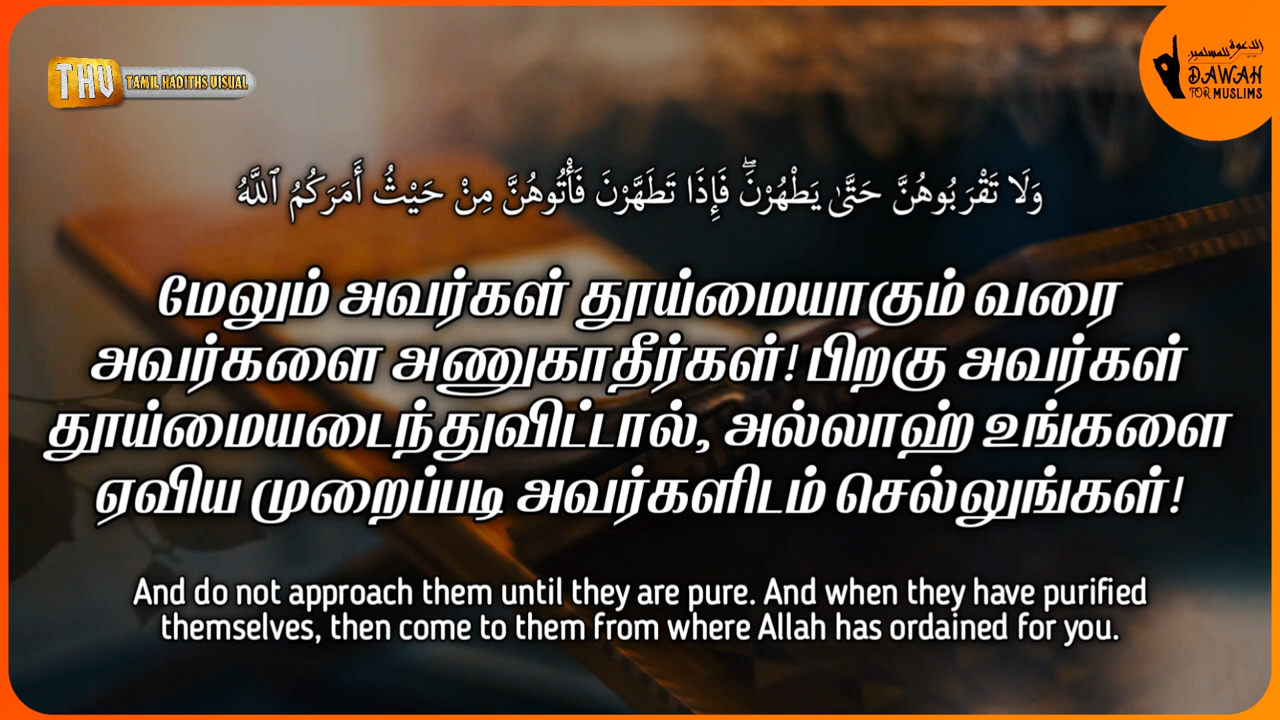 THV TAMIL HADITHS VISUAL
الدعوة للمسلمين
DAWAH
FOR MUSLIMS
وَلَا تَقْرَبُوهُنَّ حَتَّىٰ يَطْهُرْنَۖ فَإِذَا تَطَهَّرْنَ فَأْتُوهُنَّ مِنْ حَيْثُ أَمَرَكُمُ ٱللَّهُ
மேலும் அவர்கள் தூய்மையாகும் வரை
அவர்களை அணுகாதீர்கள்! பிறகு அவர்கள்
தூய்மையடைந்துவிட்டால், அல்லாஹ் உங்களை
ஏவிய முறைப்படி அவர்களிடம் செல்லுங்கள்!
And do not approach them until they are pure. And when they have purified
themselves, then come to them from where Allah has ordained for you.